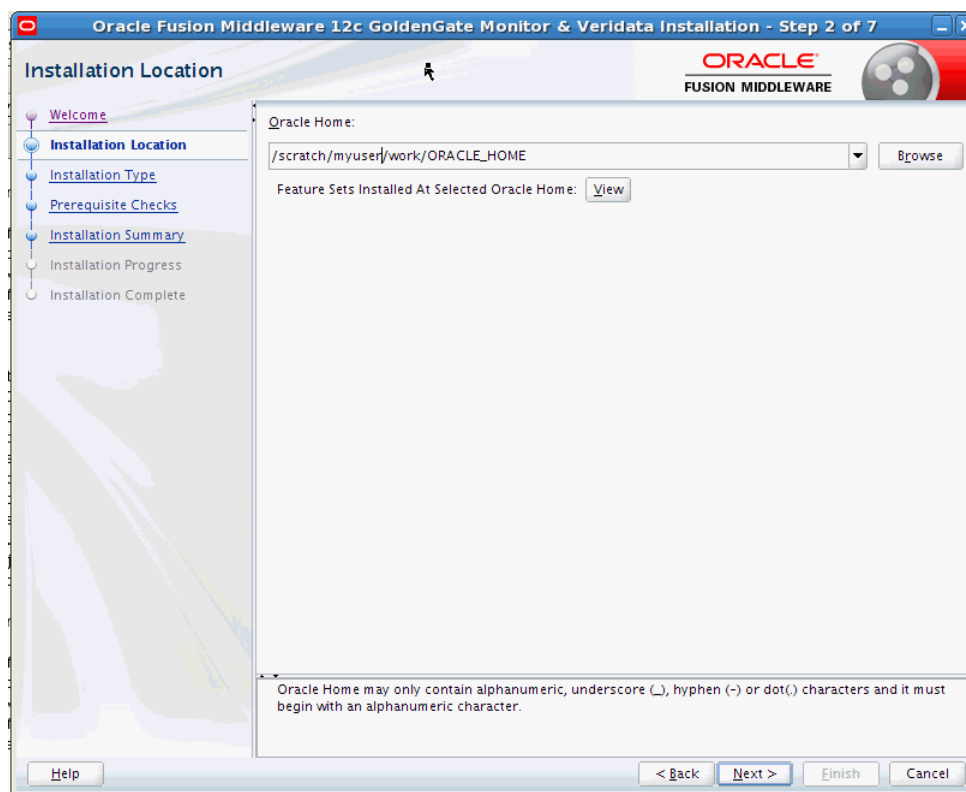 Oracle Fusion Middleware 12c GoldenGate Monitor & Veridata Installation - Step 2 of 7
Installation Location
ORACLE
FUSION MIDDLEWARE
Welcome
Installation Location
Installation Type
Prerequisite Checks
Installation Summary
Installation Progress
Installation Complete
Oracle Home:
/scratch/myuser/work/ORACLE_HOME
Browse
Feature Sets Installed At Selected Oracle Home: View
Oracle Home may only contain alphanumeric, underscore (_), hyphen (-) or dot(.) characters and it must
begin with an alphanumeric character.
Help
< Back
Next >
Finish
Cancel